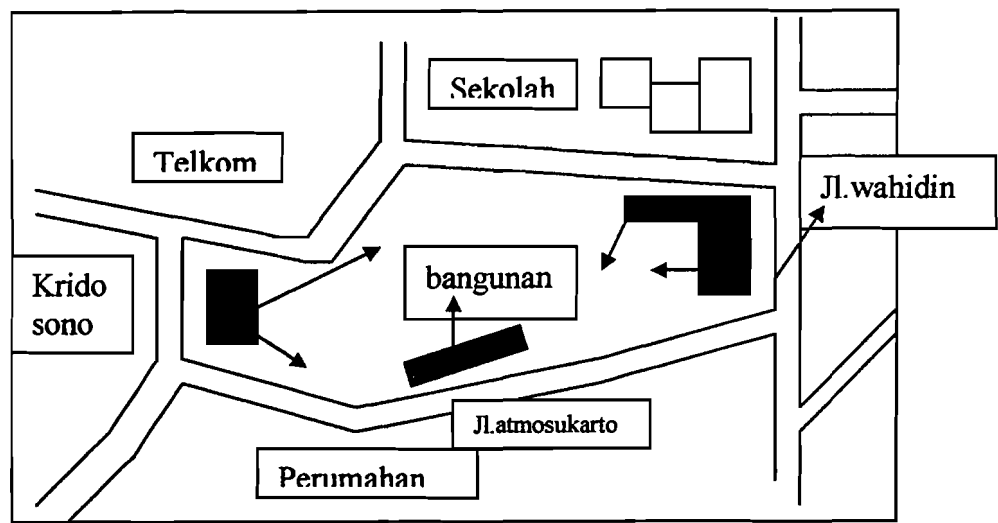 Sekolah
Telkom
Jl.wahidin
Krido
sono
bangunan
Jl.atmosukarto
Perumahan